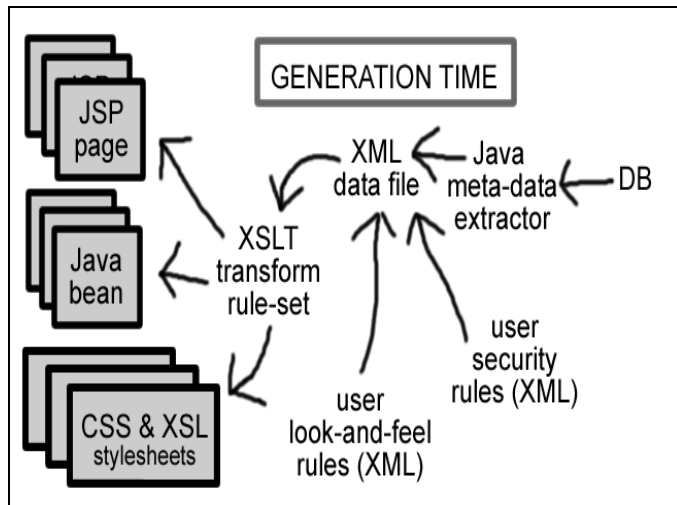 GENERATION TIME
JSP
page
XML
data file
Java
meta-data
extractor
DB
XSLT
transform
rule-set
Java
bean
user
security
rules (XML)
user
look-and-feel
rules (XML)
CSS & XSL
stylesheets